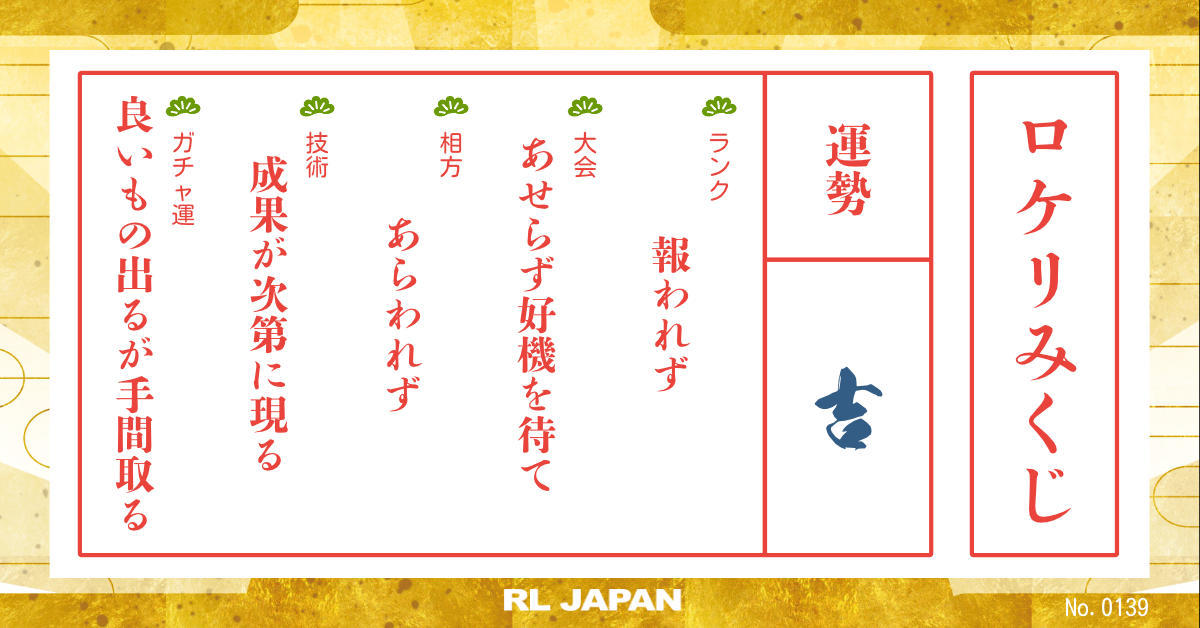 ロケリみくじ
運勢
吉
ランク
報われず
大会
あせらず好機を待て
相方
あらわれず
技術
成果が次第に現る
ガチャ運
良いもの出るが手間取る
RL JAPAN
No. 0139